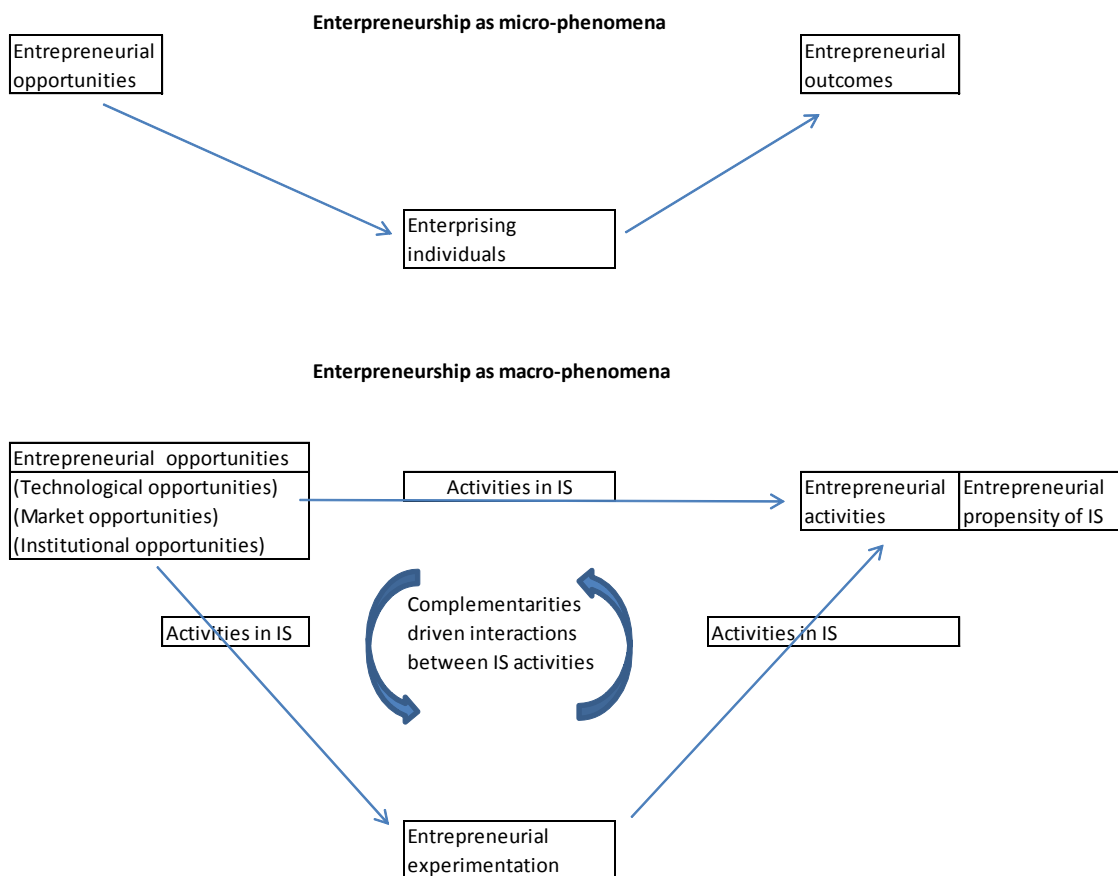 Enterpreneurship as micro-phenomena
Entrepreneurial
opportunities
Entrepreneurial
outcomes
Enterprising
individuals
Enterpreneurship as macro-phenomena
Entrepreneurial opportunities
(Technological opportunities)
(Market opportunities)
(Institutional opportunities)
Activities in IS
Entrepreneurial
activities
Entrepreneurial
propensity of IS
Activities in IS
Complementarities
driven interactions
between IS activities
Activities in IS
Entrepreneurial
experimentation